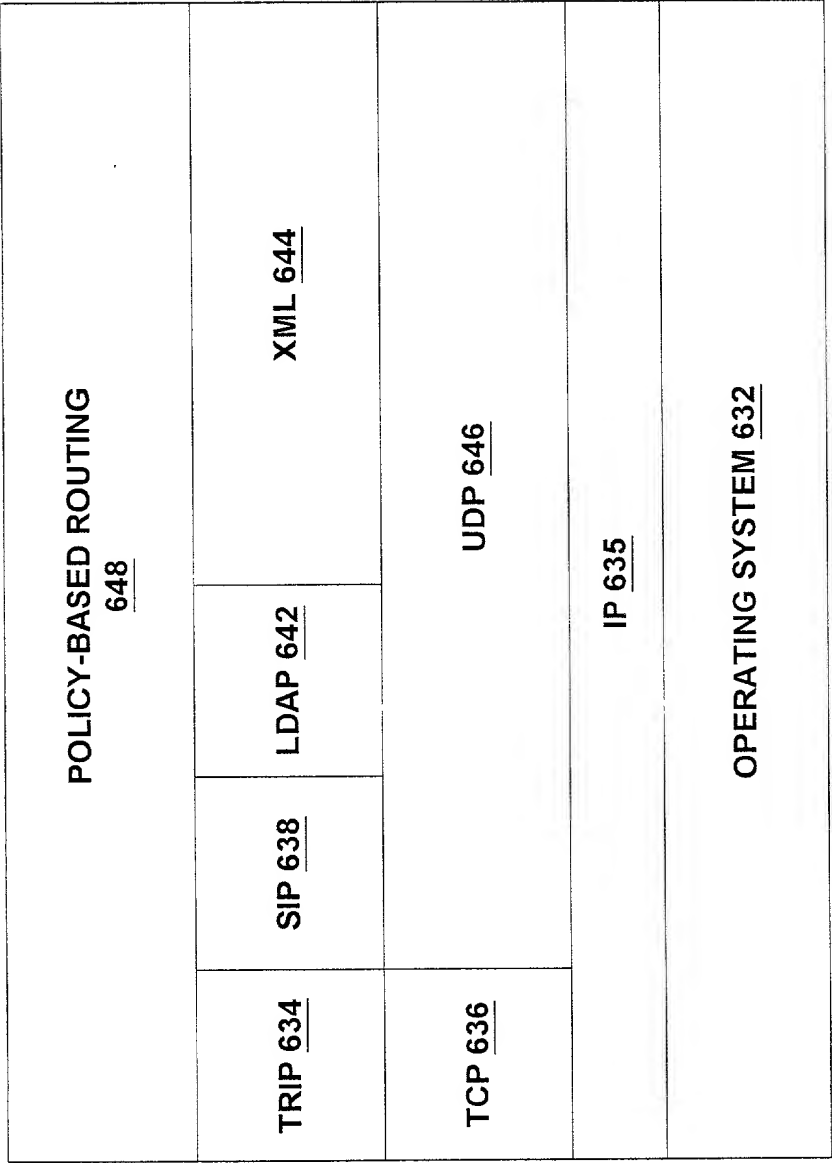 POLICY-BASED ROUTING
648
TRIP 634
SIP 638
LDAP 642
XML 644
TCP 636
UDP 646
IP 635
OPERATING SYSTEM 632